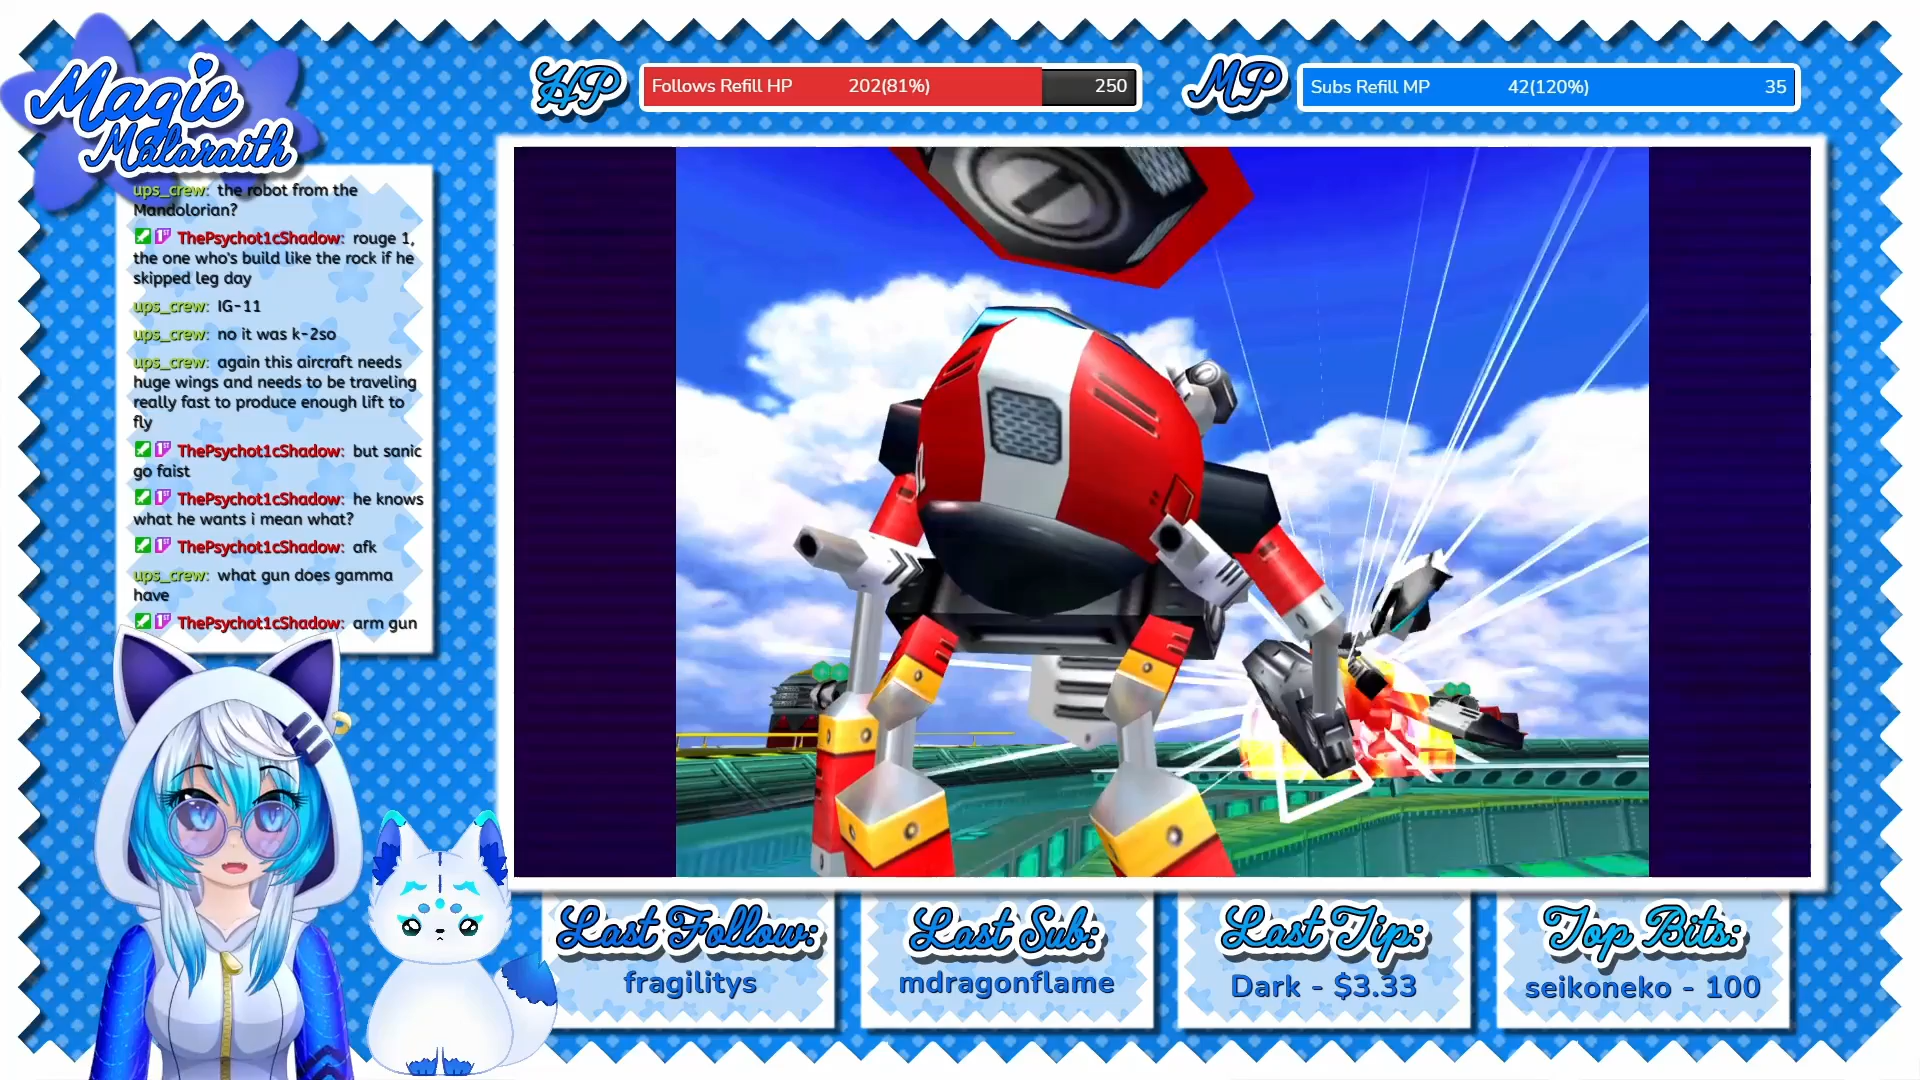 Magic
Malaraith
HP
Follows Refill HP 202(81%) 250
MP
Subs Refill MP 42(120%) 35
ups_crew: the robot from the
Mandolorian?
ThePsychot1cShadow: rouge 1,
the one who's build like the rock if he
skipped leg day
ups_crew: IG-11
ups_crew: no it was k-2so
ups_crew: again this aircraft needs
huge wings and needs to be traveling
really fast to produce enough lift to
fly
ThePsychot1cShadow: but sanic
go faist
ThePsychot1cShadow: he knows
what he wants i mean what?
ThePsychot1cShadow: afk
ups_crew: what gun does gamma
have
ThePsychot1cShadow: arm gun
Last Follow:
fragilitys
Last Sub:
mdragonflame
Last Tip:
Dark - $3.33
Top Bits:
seikoneko - 100